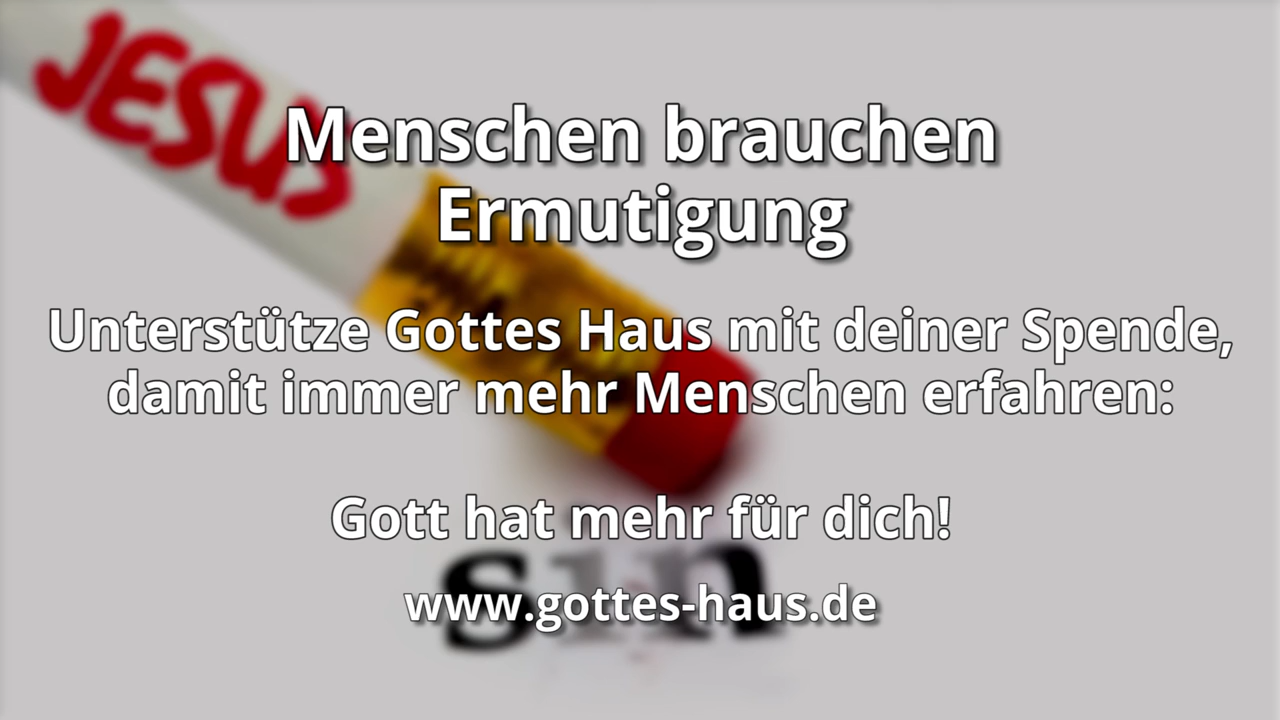 JESUS
Menschen brauchen
Ermutigung
Unterstütze Gottes Haus mit deiner Spende,
damit immer mehr Menschen erfahren:
Gott hat mehr für dich!
sin
www.gottes-haus.de